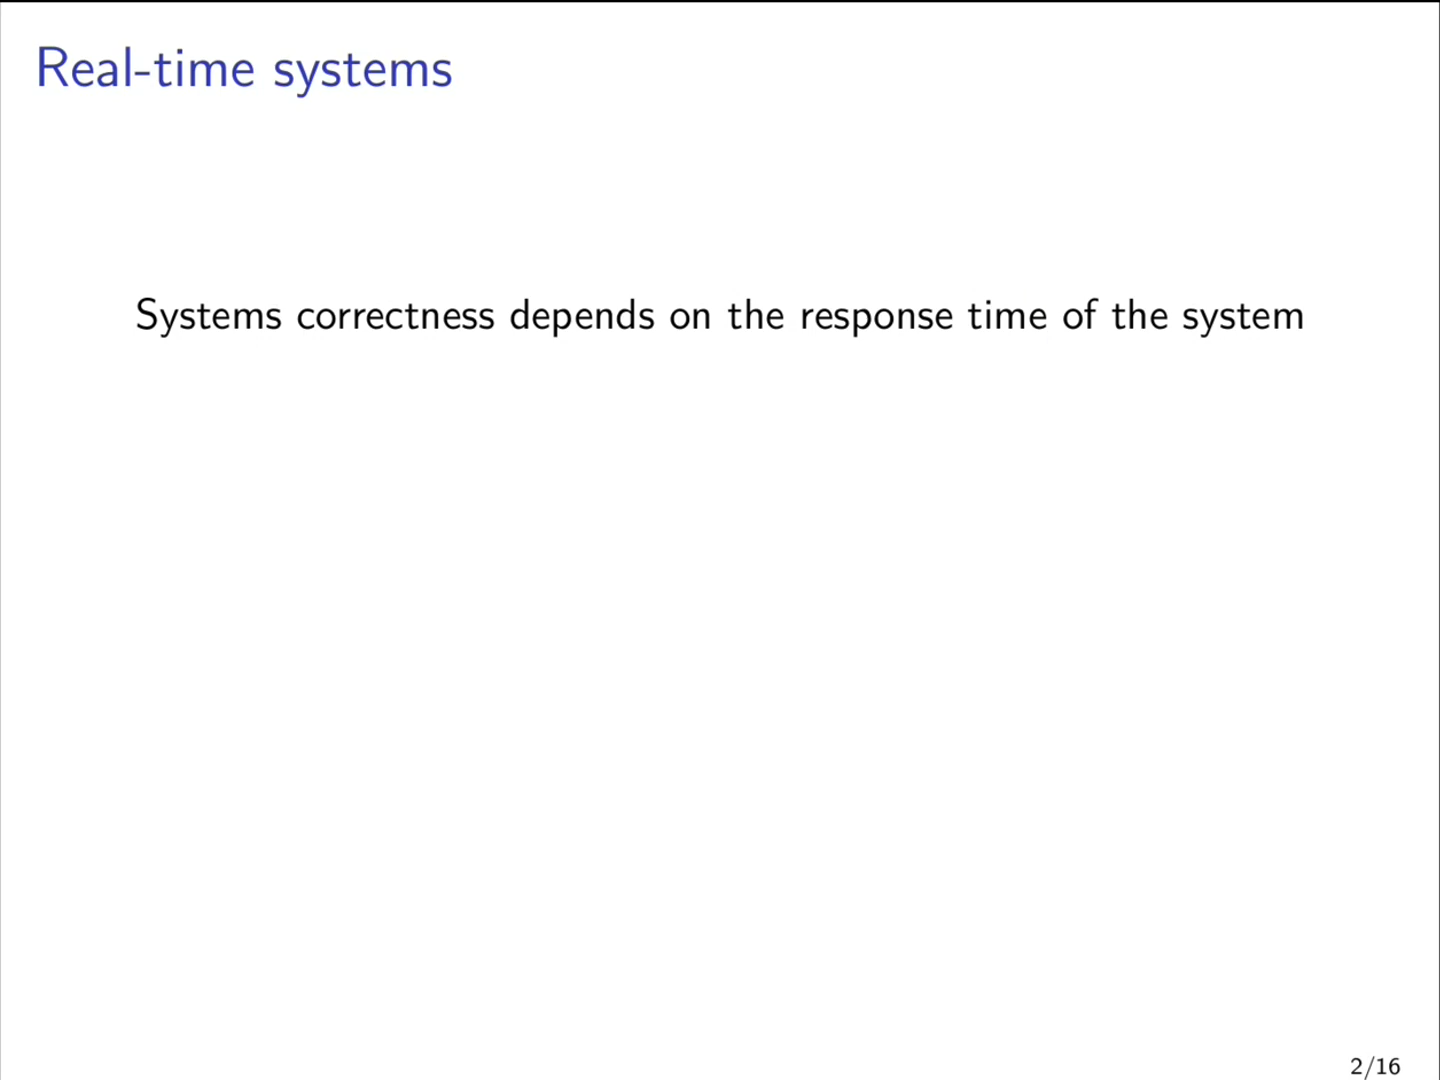 Real-time systems
Systems correctness depends on the response time of the system
2/16